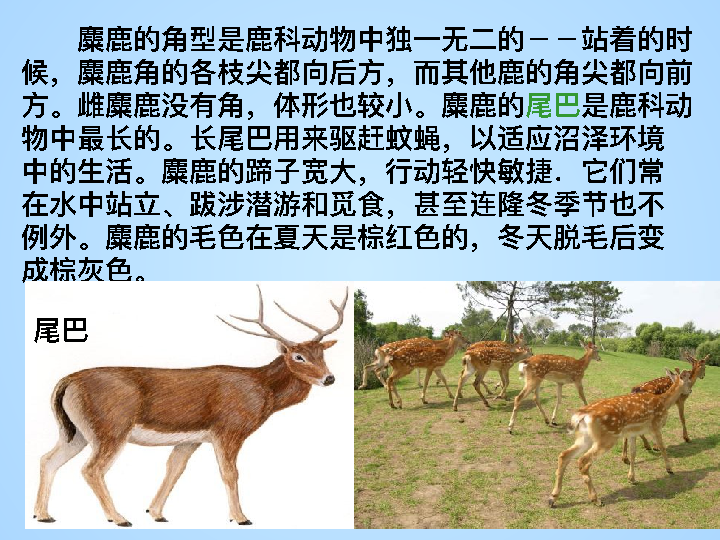 麋鹿的角型是鹿科动物中独一无二的－－站着的时
候，麋鹿角的各枝尖都向后方，而其他鹿的角尖都向前
方。雌麋鹿没有角，体形也较小。麋鹿的尾巴是鹿科动
物中最长的。长尾巴用来驱赶蚊蝇，以适应沼泽环境
中的生活。麋鹿的蹄子宽大，行动轻快敏捷．它们常
在水中站立、跋涉潜游和觅食，甚至连隆冬季节也不
例外。麋鹿的毛色在夏天是棕红色的，冬天脱毛后变
成棕灰色。
尾巴